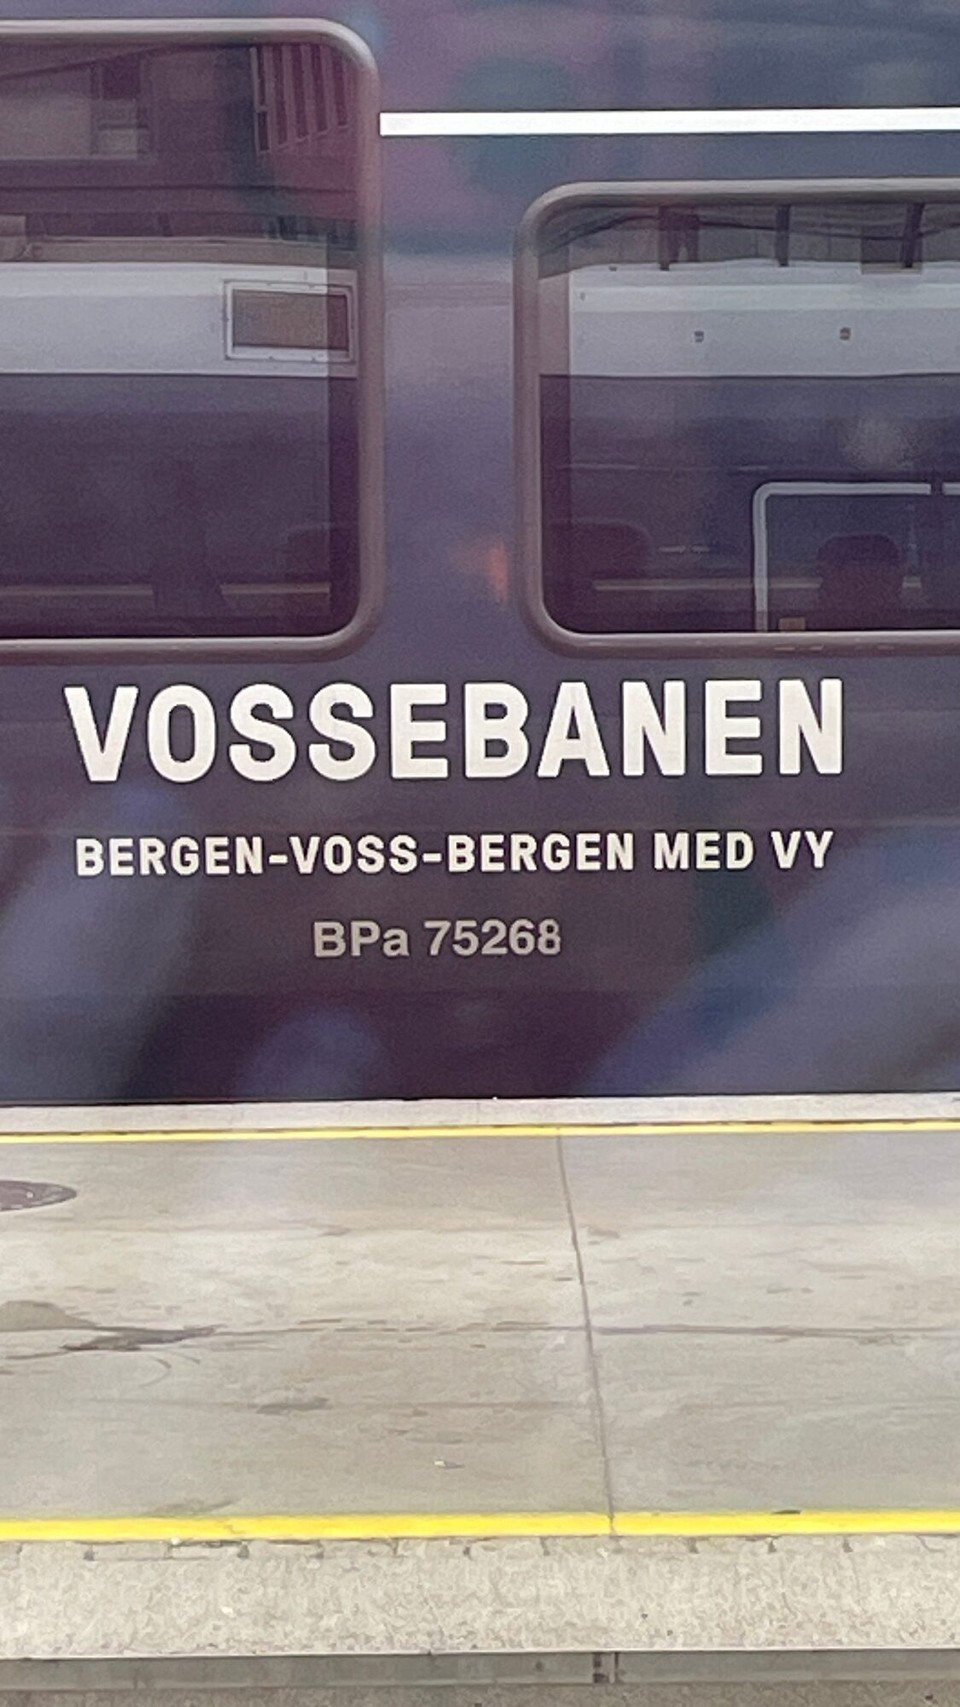 VOSSEBANEN
BERGEN-VOSS-BERGEN MED VY
BPa 75268